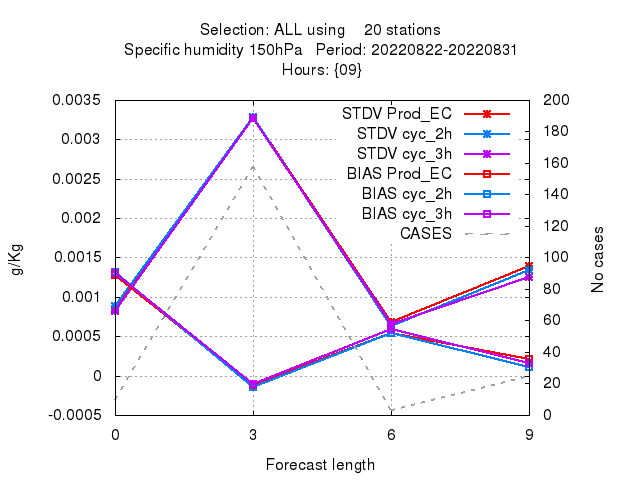 Selection: ALL using    20 stations
Specific humidity 150hPa   Period: 20220822-20220831
Hours: {09}
STDV Prod_EC
STDV cyc_2h
STDV cyc_3h
BIAS Prod_EC
BIAS cyc_2h
BIAS cyc_3h
CASES
0.0035
0.003
0.0025
0.002
0.0015
0.001
0.0005
0
-0.0005
g/Kg
200
180
160
140
120
100
80
60
40
20
0
No cases
0 3 6 9
Forecast length